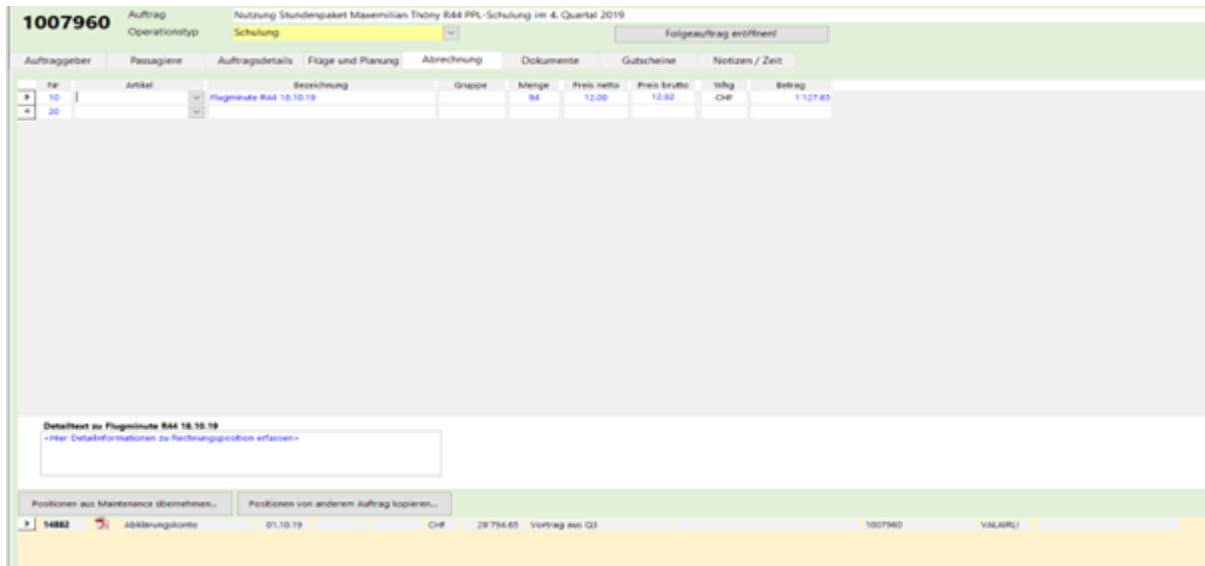 1007960 Auftrag Nutzung Stundenpaket Maxemilian Thöny R44 PPL-Schulung im 4. Quartal 2019
Operationstyp Schulung Folgeauftrag eröffnen!
Auftraggeber Passagiere Auftragsdetails Flüge und Planung Abrechnung Dokumente Gutscheine Notizen / Zeit
Nr Artikel Bezeichnung Gruppe Menge Preis netto Preis brutto Whg Betrag
10 Flugminute R44 18.10.19 94 12.00 12.92 CHF 1'127.65
20
Detailtext zu Flugminute R44 18.10.19
<Hier Detailinformationen zu Rechnungsposition erfassen>
Positionen aus Maintenance übernehmen... Positionen von anderem Auftrag kopieren...
14882 Abklärungskonto 01.10.19 CHF 28'794.65 Vortrag aus Q3 1007960